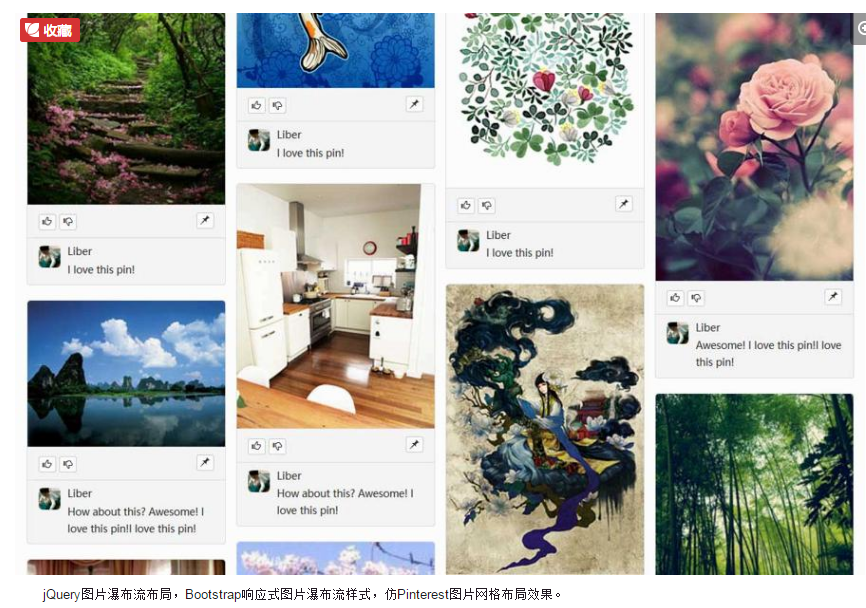 收藏
Liber
I love this pin!
Liber
How about this? Awesome! I
love this pin!I love this pin!
Liber
I love this pin!
Liber
How about this? Awesome! I
love this pin!
Liber
I love this pin!
Liber
Awesome! I love this pin!I love
this pin!
jQuery图片瀑布流布局，Bootstrap响应式图片瀑布流样式，仿Pinterest图片网格布局效果。